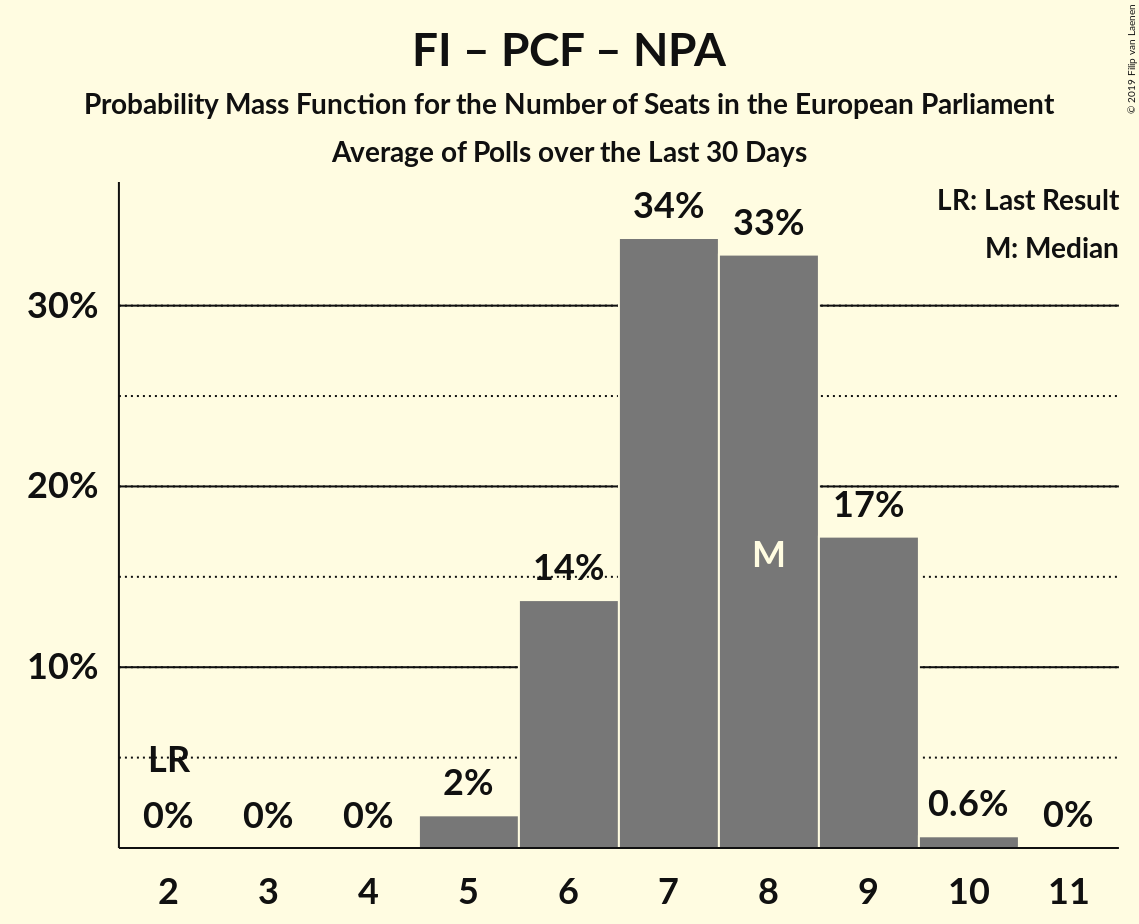 FI – PCF – NPA
Probability Mass Function for the Number of Seats in the European Parliament
Average of Polls over the Last 30 Days
© 2019 Filip van Laenen
LR: Last Result
M: Median
34%
33%
30%
20%
17%
M
14%
10%
LR
2%
0%
0%
0%
0.6%
0%
2 3 4 5 6 7 8 9 10 11